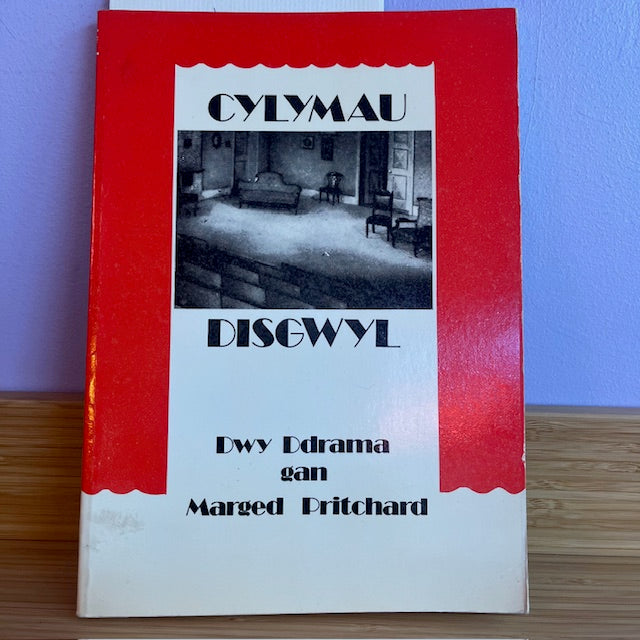 CYLYMAU
DISGWYL
Dwy Ddrama
gan
Marged Pritchard